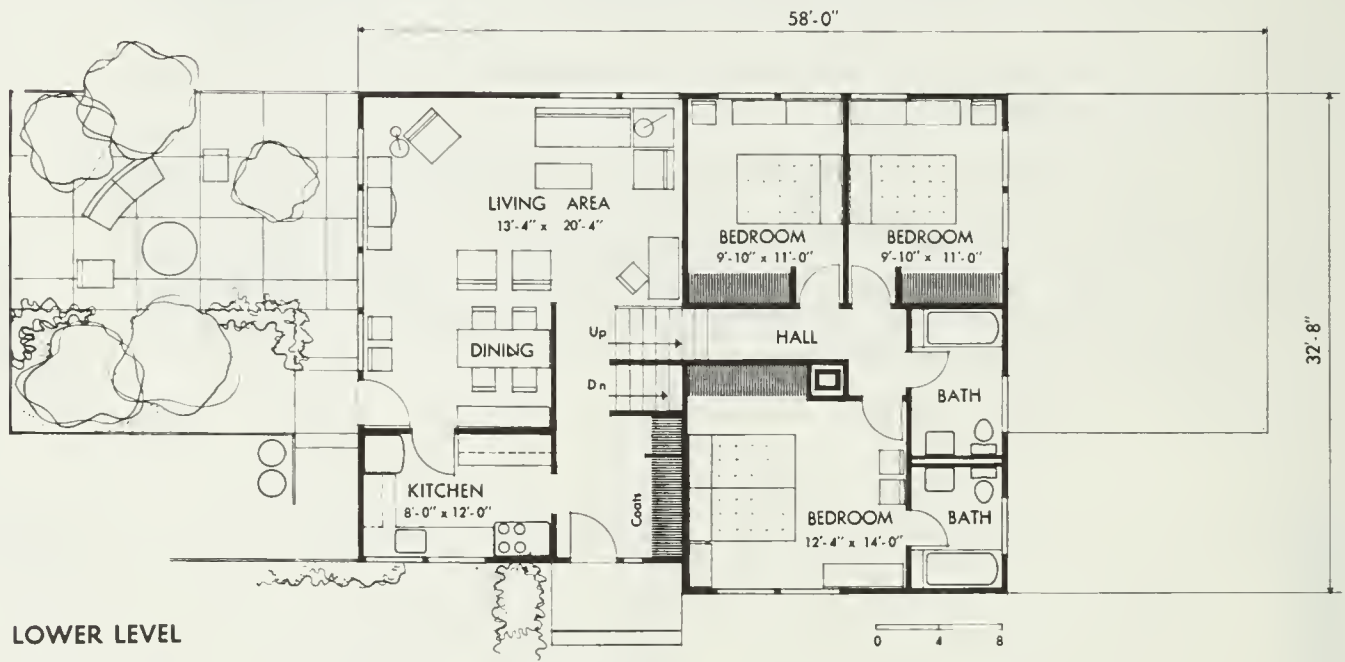 58'-0"
LIVING AREA
13'-4" x 20'-4"
BEDROOM
9'-10" x 11'-0"
BEDROOM
9'-10" x 11'-0"
32'-8"
Up
HALL
DINING
Dn
BATH
KITCHEN
8'-0" x 12'-0"
Coats
BEDROOM
12'-4" x 14'-0"
BATH
LOWER LEVEL
0 4 8